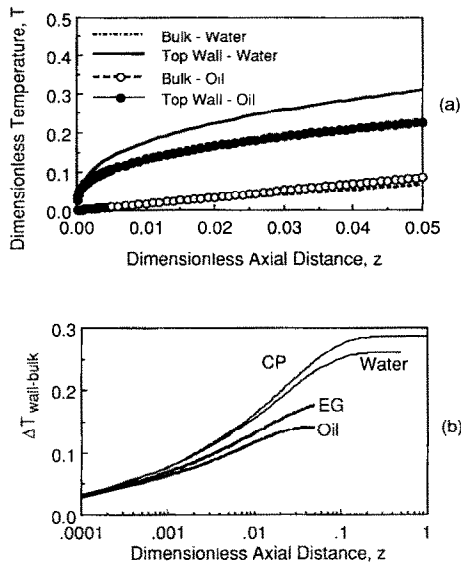 Dimensionless Temperature, T
0.5
0.4
0.3
0.2
0.1
0.0
Bulk - Water
Top Wall - Water
Bulk - Oil
Top Wall - Oil
(a)
0.00 0.01 0.02 0.03 0.04 0.05
Dimensionless Axial Distance, z
ΔT wall-bulk
0.3
0.2
0.1
0.0
CP
Water
EG
Oil
(b)
.0001 .001 .01 .1 1
Dimensionless Axial Distance, z